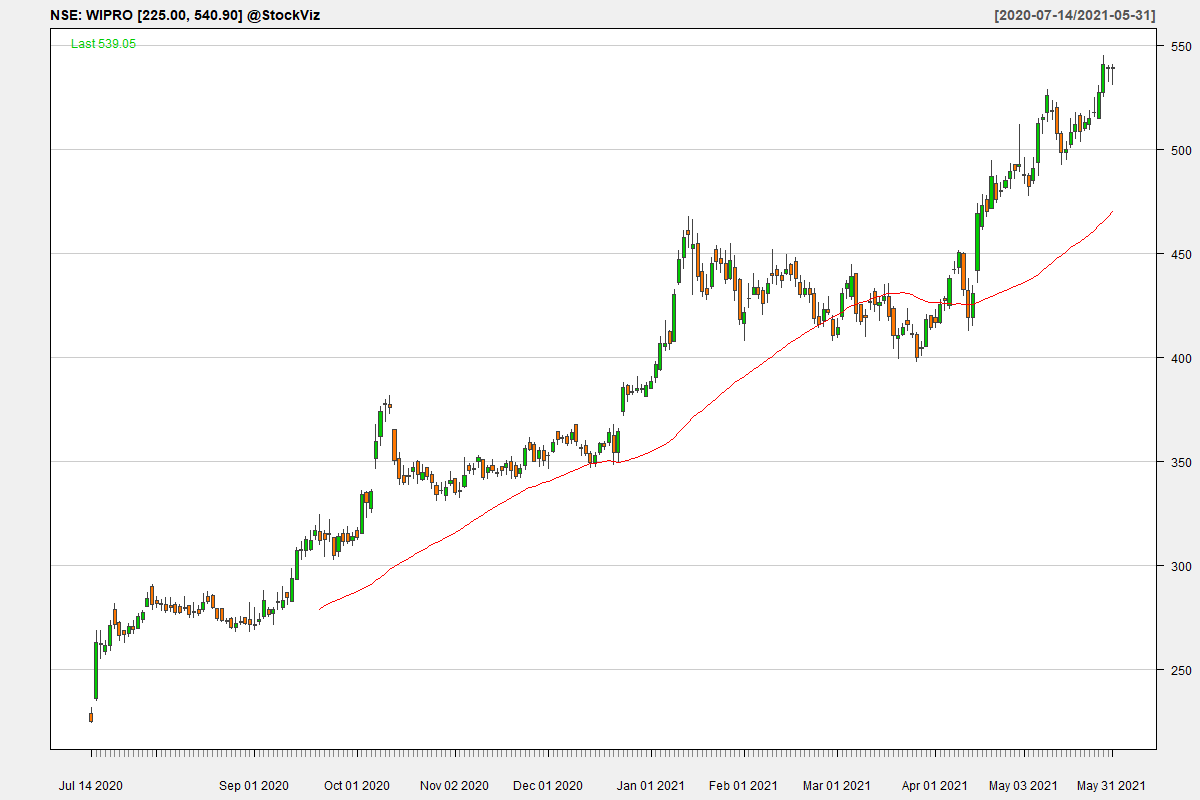 NSE: WIPRO [225.00, 540.90] @StockViz [2020-07-14/2021-05-31]
Last 539.05
550
500
450
400
350
300
250
Jul 14 2020 Sep 01 2020 Oct 01 2020 Nov 02 2020 Dec 01 2020 Jan 01 2021 Feb 01 2021 Mar 01 2021 Apr 01 2021 May 03 2021 May 31 2021